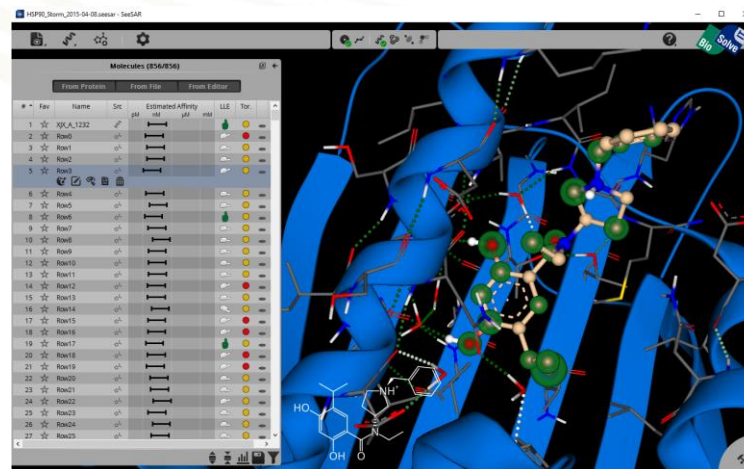 HSP90_Storm_2015-04-08.seesar - SeeSAR
Bio
Solve
Molecules (856/856)
From Protein From File From Editor
# Fav Name Src Estimated Affinity LLE Tor.
pM nM μM mM
1 XJX_A_1232
2 Row0
3 Row1
4 Row2
5 Row3
6 Row4
7 Row5
8 Row6
9 Row7
10 Row8
11 Row9
12 Row10
13 Row11
14 Row12
15 Row13
16 Row14
17 Row15
18 Row16
19 Row17
20 Row18
21 Row19
22 Row20
23 Row21
24 Row22
25 Row23
26 Row24
27 Row25
NH⁺
HO
N
OH
O